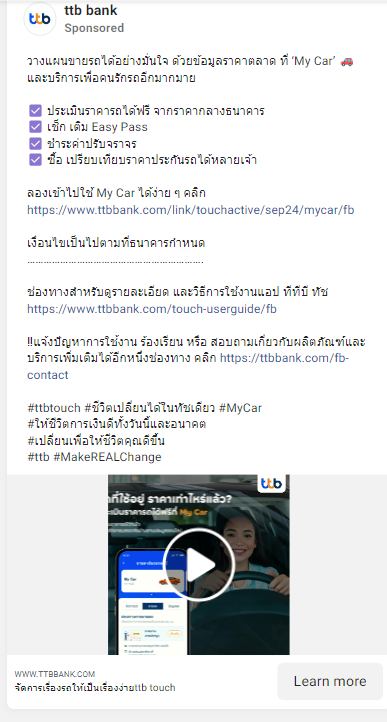 ttb bank
Sponsored
ttb
วางแผนขายรถได้อย่างมั่นใจ ด้วยข้อมูลราคาตลาด ที่ 'My Car' 🚗
และบริการเพื่อคนรักรถอีกมากมาย
☑ ประเมินราคารถได้ฟรี จากราคากลางธนาคาร
☑ เช็ก เติม Easy Pass
☑ ชำระค่าปรับจราจร
☑ ซื้อ เปรียบเทียบราคาประกันรถได้หลายเจ้า
ลองเข้าไปใช้ My Car ได้ง่าย ๆ คลิก
https://www.ttbbank.com/link/touchactive/sep24/mycar/fb
เงื่อนไขเป็นไปตามที่ธนาคารกำหนด
............................................................
ช่องทางสำหรับดูรายละเอียด และวิธีการใช้งานแอป ทีทีบี ทัช
https://www.ttbbank.com/touch-userguide/fb
‼แจ้งปัญหาการใช้งาน ร้องเรียน หรือ สอบถามเกี่ยวกับผลิตภัณฑ์และ
บริการเพิ่มเติมได้อีกหนึ่งช่องทาง คลิก https://ttbbank.com/fb-
contact
#ttbtouch #ชีวิตเปลี่ยนได้ในทัชเดียว #MyCar
#ให้ชีวิตการเงินดีทั้งวันนี้และอนาคต
#เปลี่ยนเพื่อให้ชีวิตคุณดีขึ้น
#ttb #MakeREALChange
ttb
ที่ใช้อยู่ ราคาเท่าไหร่แล้ว?
ประเมินราคารถได้ฟรีที่ My Car
My Car
WWW.TTBBANK.COM
จัดการเรื่องรถให้เป็นเรื่องง่ายttb touch
Learn more